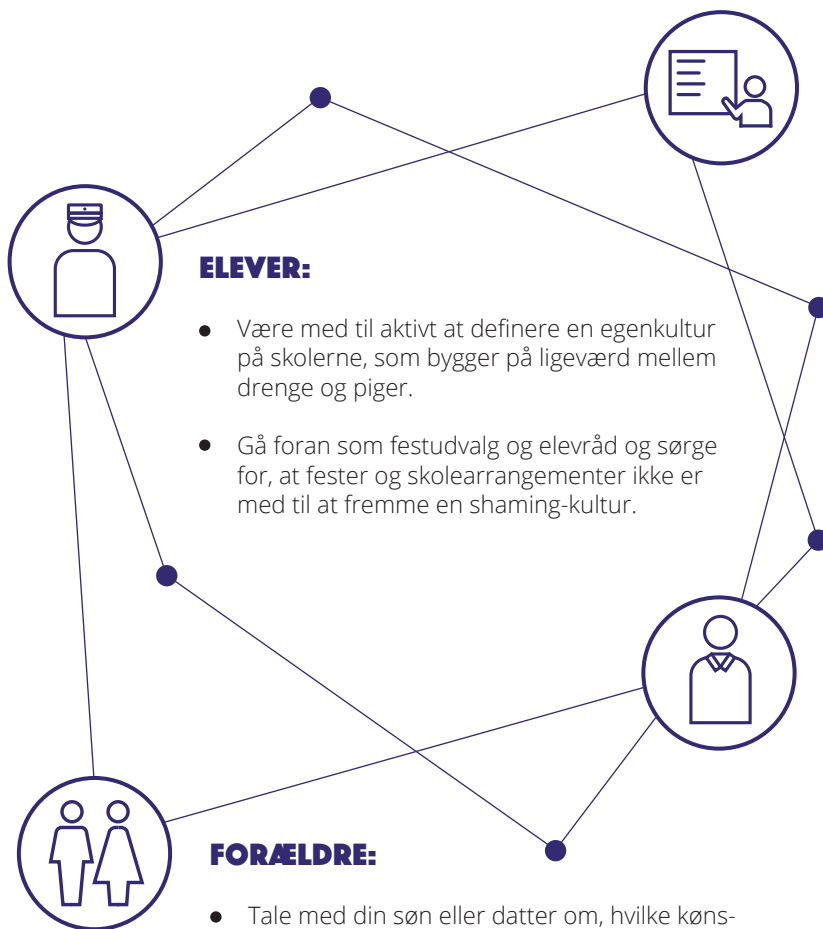 ELEVER:
● Være med til aktivt at definere en egenkultur
på skolerne, som bygger på ligeværd mellem
drenge og piger.
● Gå foran som festudvalg og elevråd og sørge
for, at fester og skolearrangementer ikke er
med til at fremme en shaming-kultur.
FORÆLDRE:
● Tale med din søn eller datter om, hvilke køns-